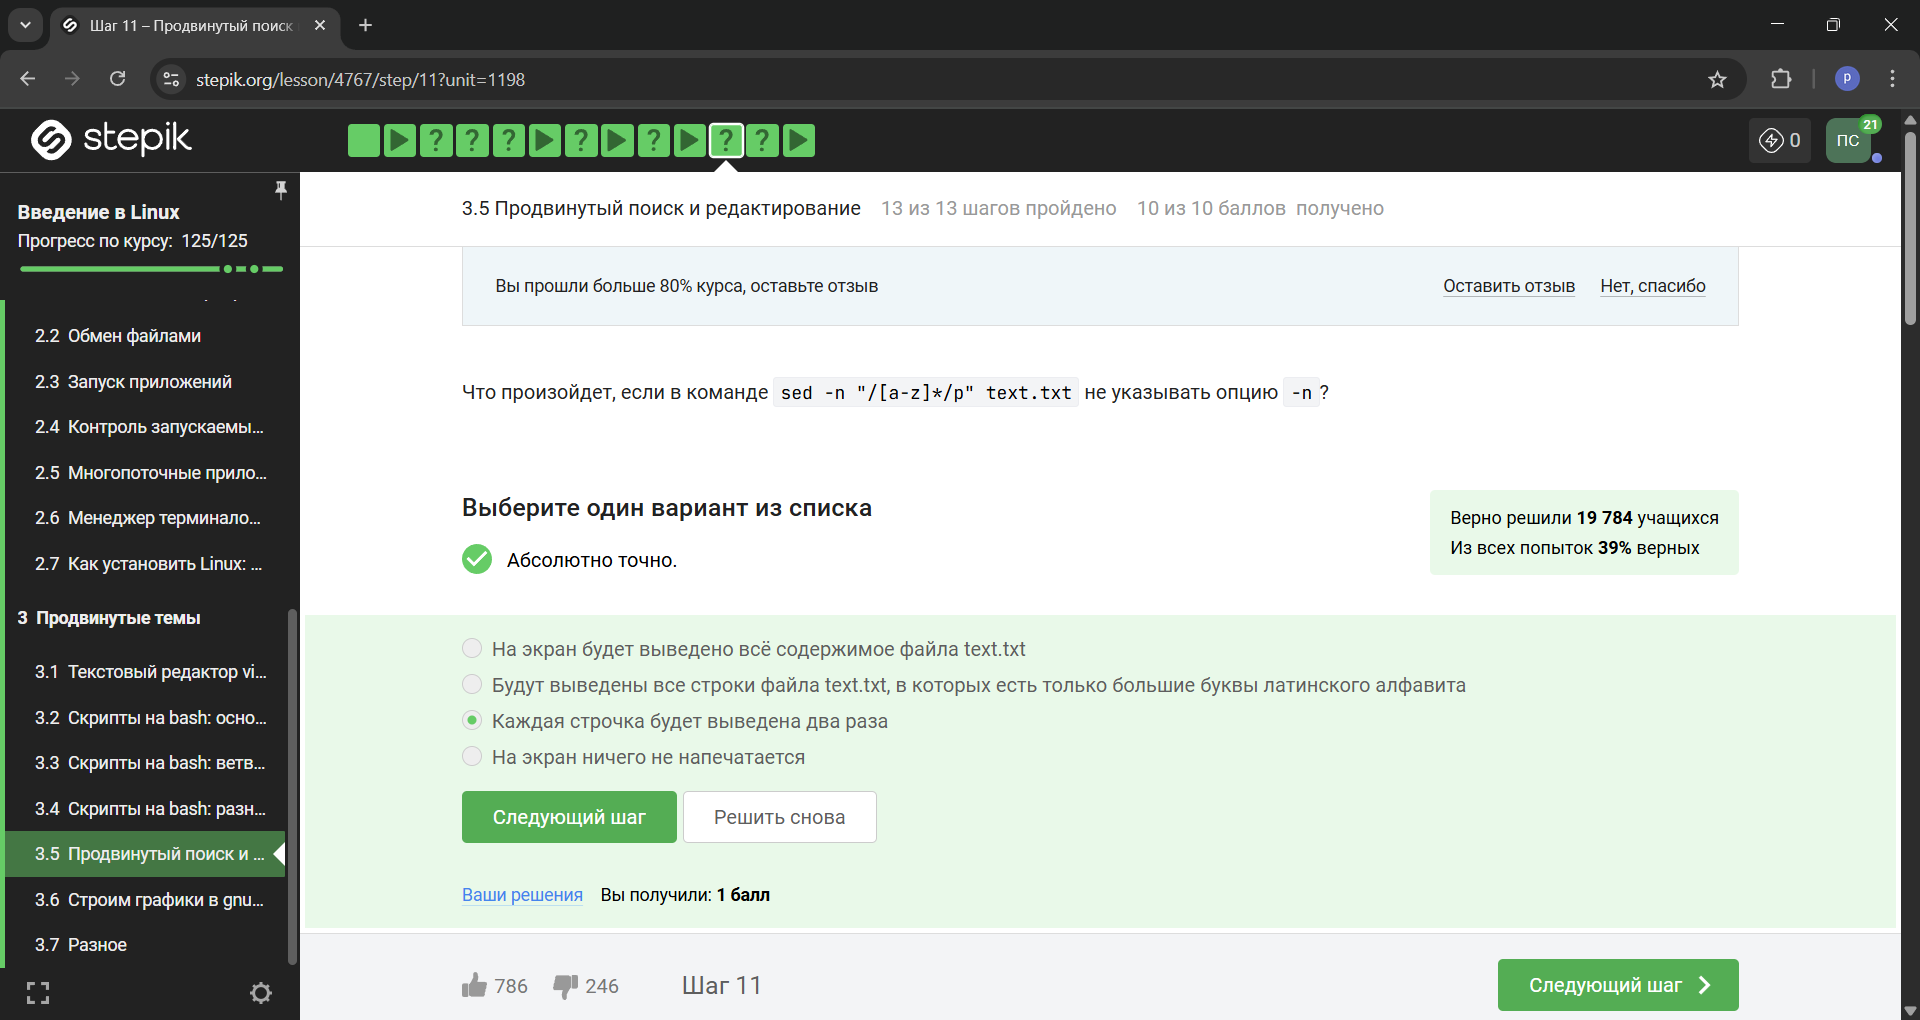 Шаг 11 – Продвинутый поиск
stepik.org/lesson/4767/step/11?unit=1198
P
stepik
? ? ? ? ? ? ?
0
ПС
21
Введение в Linux
Прогресс по курсу: 125/125
2.2 Обмен файлами
2.3 Запуск приложений
2.4 Контроль запускаемы...
2.5 Многопоточные прило...
2.6 Менеджер терминало...
2.7 Как установить Linux: ...
3 Продвинутые темы
3.1 Текстовый редактор vi...
3.2 Скрипты на bash: осно...
3.3 Скрипты на bash: ветв...
3.4 Скрипты на bash: разн...
3.5 Продвинутый поиск и ...
3.6 Строим графики в gnu...
3.7 Разное
3.5 Продвинутый поиск и редактирование 13 из 13 шагов пройдено 10 из 10 баллов получено
Вы прошли больше 80% курса, оставьте отзыв Оставить отзыв Нет, спасибо
Что произойдет, если в команде sed -n "/[a-z]*/p" text.txt не указывать опцию -n ?
Выберите один вариант из списка
Абсолютно точно.
Верно решили 19 784 учащихся
Из всех попыток 39% верных
На экран будет выведено всё содержимое файла text.txt
Будут выведены все строки файла text.txt, в которых есть только большие буквы латинского алфавита
Каждая строчка будет выведена два раза
На экран ничего не напечатается
Следующий шаг Решить снова
Ваши решения Вы получили: 1 балл
786 246 Шаг 11 Следующий шаг